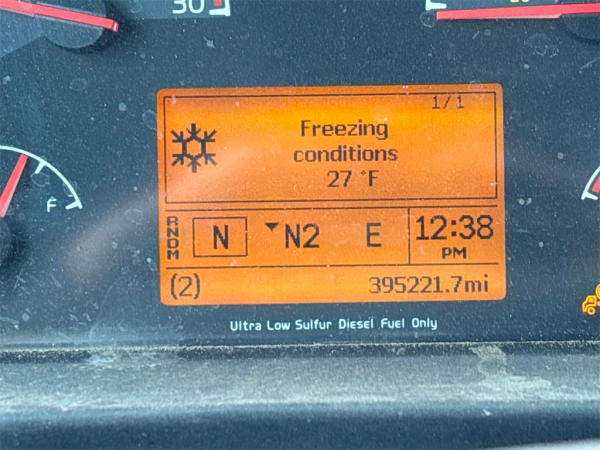 30
1/1
Freezing
conditions
27 °F
F
RNDM
N
N2
E
12:38
PM
(2)
395221.7mi
Ultra Low Sulfur Diesel Fuel Only